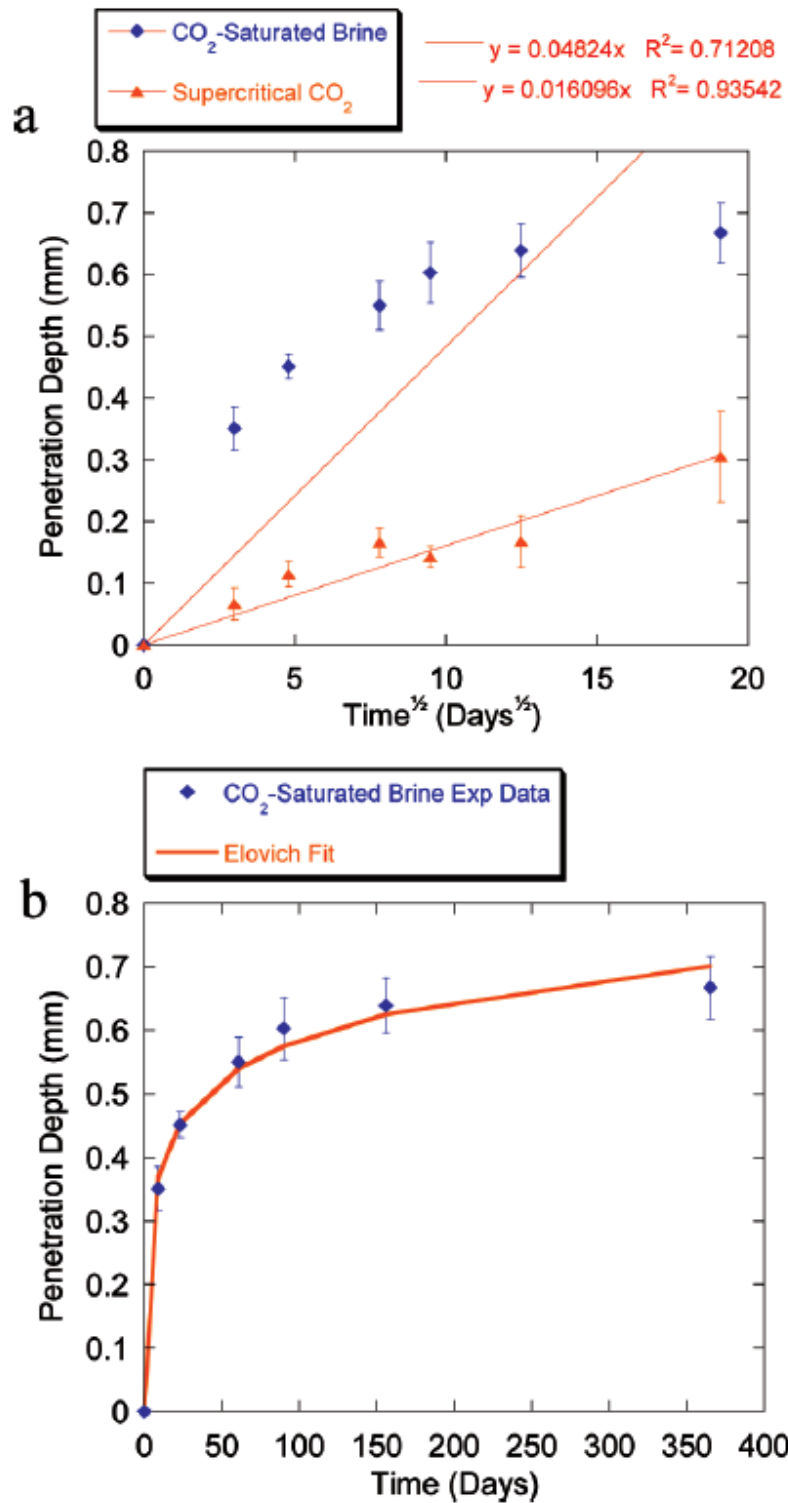 CO₂-Saturated Brine
y = 0.04824x R²= 0.71208
Supercritical CO₂
y = 0.016096x R²= 0.93542
a
0.8
0.7
0.6
0.5
0.4
0.3
0.2
0.1
0
Penetration Depth (mm)
0 5 10 15 20
Time^½ (Days^½)
CO₂-Saturated Brine Exp Data
Elovich Fit
b
0.8
0.7
0.6
0.5
0.4
0.3
0.2
0.1
0
Penetration Depth (mm)
0 50 100 150 200 250 300 350 400
Time (Days)